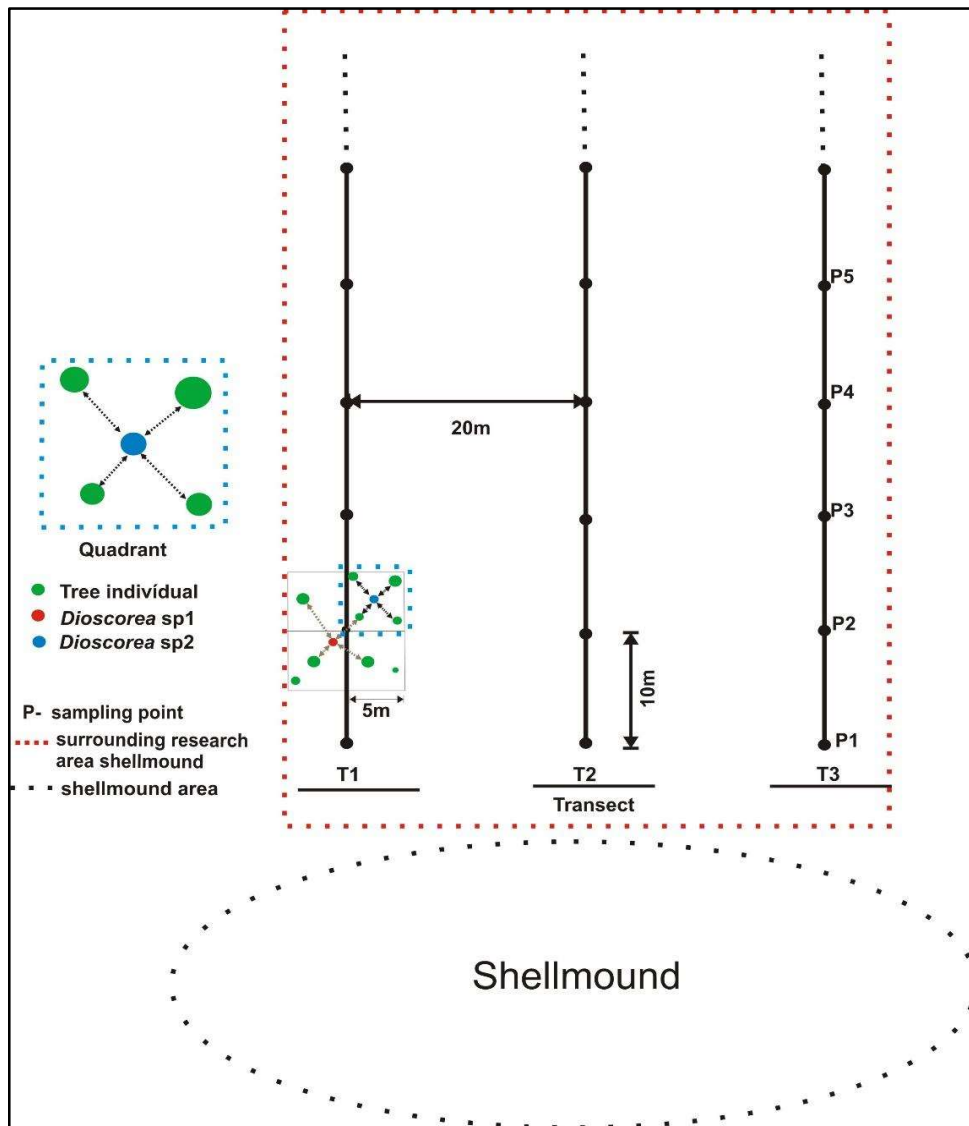 P5
P4
20m
P3
Quadrant
Tree indivídual
Dioscorea sp1
Dioscorea sp2
P2
10m
5m
P- sampling point
surrounding research
area shellmound
shellmound area
P1
T1
T2
T3
Transect
Shellmound